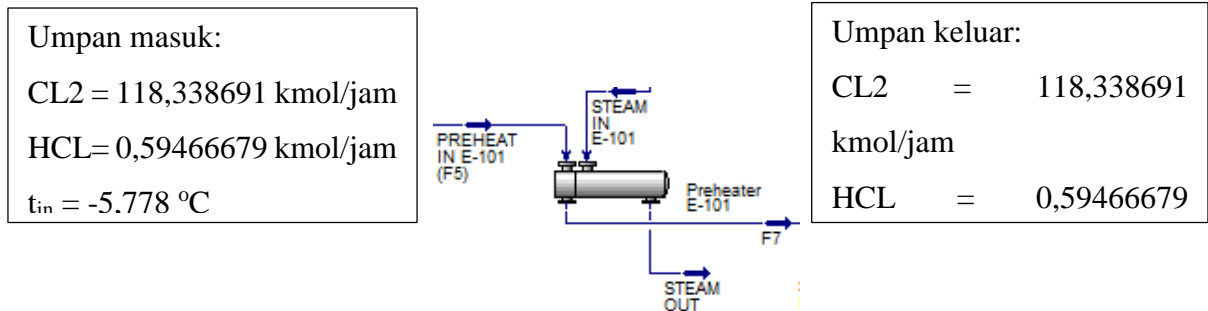 Umpan masuk:
CL2 = 118,338691 kmol/jam
HCL= 0,59466679 kmol/jam
tin = -5,778 ºC
PREHEAT
IN E-101
(F5)
STEAM
IN
E-101
Preheater
E-101
F7
STEAM
OUT
Umpan keluar:
CL2 = 118,338691
kmol/jam
HCL = 0,59466679